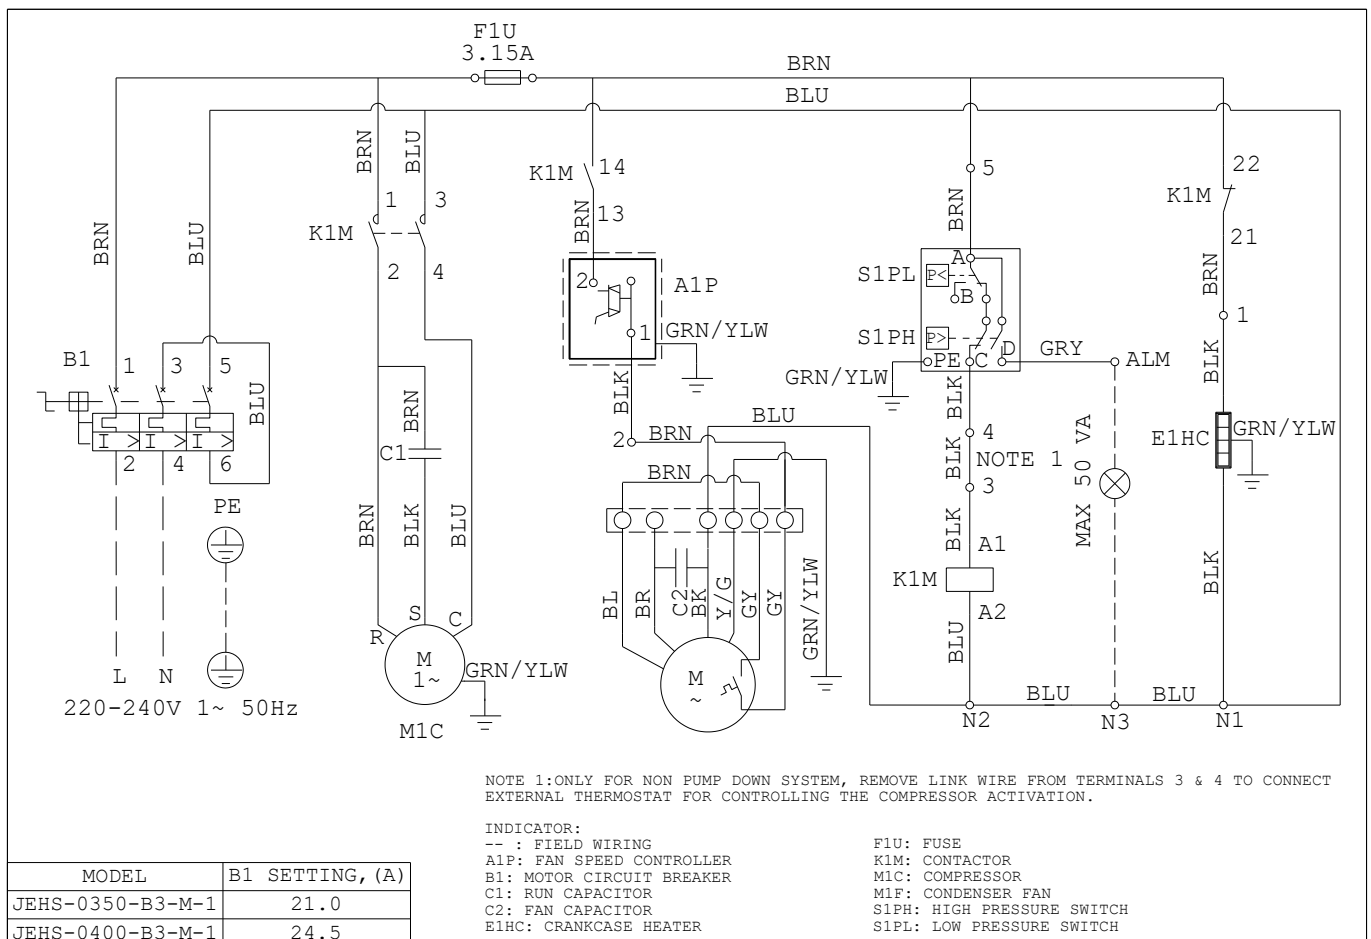 F1U
3.15A
BRN
BLU
BRN
BLU
BRN
BLU
K1M
14
13
BRN
5
BRN
K1M
22
21
BRN
1
3
K1M
2
4
2
A1P
1
GRN/YLW
S1PL
P<
A
B
S1PH
P>
PE
C
D
GRY
ALM
GRN/YLW
1
BLK
B1
1
3
5
BLU
I >
I >
I >
2
4
6
PE
BRN
C1
BLK
2
BRN
BLU
BRN
BLK
4
BLK
NOTE 1
3
BLK
A1
K1M
A2
BLU
MAX 50 VA
E1HC
GRN/YLW
BLK
BRN
BLK
BLU
BL
BR
C2
BK
Y/G
GY
GY
GRN/YLW
R
S
C
M
1~
GRN/YLW
M1C
M
~
L
N
220-240V 1~ 50Hz
BLU
BLU
N2
N3
N1
NOTE 1:ONLY FOR NON PUMP DOWN SYSTEM, REMOVE LINK WIRE FROM TERMINALS 3 & 4 TO CONNECT
EXTERNAL THERMOSTAT FOR CONTROLLING THE COMPRESSOR ACTIVATION.
INDICATOR:
-- : FIELD WIRING
A1P: FAN SPEED CONTROLLER
B1: MOTOR CIRCUIT BREAKER
C1: RUN CAPACITOR
C2: FAN CAPACITOR
E1HC: CRANKCASE HEATER
F1U: FUSE
K1M: CONTACTOR
M1C: COMPRESSOR
M1F: CONDENSER FAN
S1PH: HIGH PRESSURE SWITCH
S1PL: LOW PRESSURE SWITCH
MODEL B1 SETTING,(A)
JEHS-0350-B3-M-1 21.0
JEHS-0400-B3-M-1 24.5